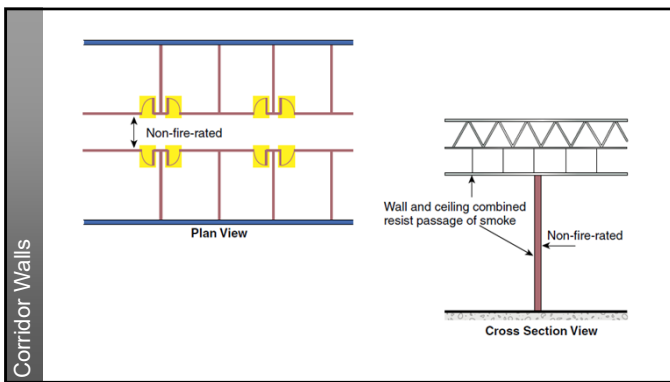 Corridor Walls
Non-fire-rated
Plan View
Wall and ceiling combined
resist passage of smoke
Non-fire-rated
Cross Section View